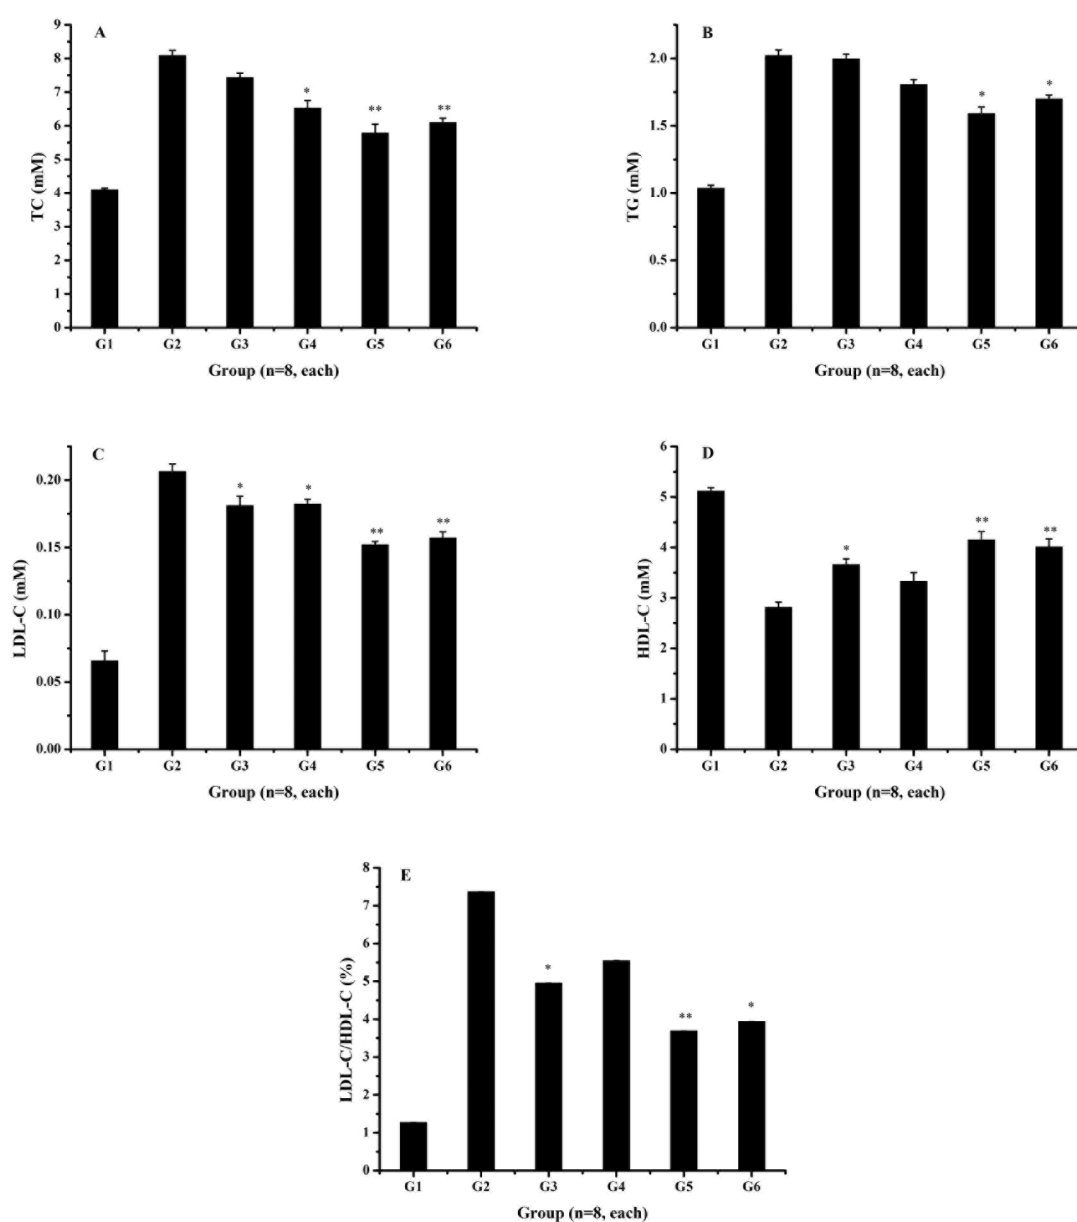 A
TC (mM)
9
8
7
6
5
4
3
2
1
0
*
**
**
G1 G2 G3 G4 G5 G6
Group (n=8, each)
B
TG (mM)
2.0
1.5
1.0
0.5
0.0
*
*
G1 G2 G3 G4 G5 G6
Group (n=8, each)
C
LDL-C (mM)
0.20
0.15
0.10
0.05
0.00
*
*
**
**
G1 G2 G3 G4 G5 G6
Group (n=8, each)
D
HDL-C (mM)
6
5
4
3
2
1
0
*
**
**
G1 G2 G3 G4 G5 G6
Group (n=8, each)
E
LDL-C/HDL-C (%)
8
7
6
5
4
3
2
1
0
*
**
*
G1 G2 G3 G4 G5 G6
Group (n=8, each)